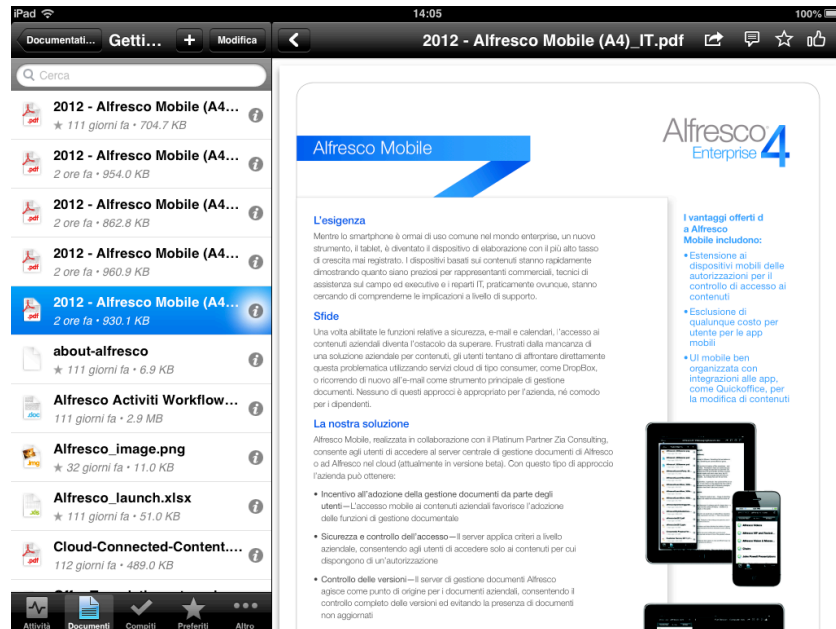 iPad 14:05 100%
Documentati... Getti... + Modifica
2012 - Alfresco Mobile (A4)_IT.pdf
Cerca
2012 - Alfresco Mobile (A4...
★ 111 giorni fa • 704.7 KB
2012 - Alfresco Mobile (A4...
2 ore fa • 954.0 KB
2012 - Alfresco Mobile (A4...
2 ore fa • 862.8 KB
2012 - Alfresco Mobile (A4...
2 ore fa • 960.9 KB
2012 - Alfresco Mobile (A4...
2 ore fa • 930.1 KB
about-alfresco
★ 111 giorni fa • 6.9 KB
Alfresco Activiti Workflow...
111 giorni fa • 2.9 MB
Alfresco_image.png
★ 32 giorni fa • 11.0 KB
Alfresco_launch.xlsx
★ 111 giorni fa • 51.0 KB
Cloud-Connected-Content....
112 giorni fa • 489.0 KB
Attività Documenti Compiti Preferiti Altro
Alfresco Mobile
Alfresco 4
Enterprise
L'esigenza
Mentre lo smartphone è ormai di uso comune nel mondo enterprise, un nuovo
strumento, il tablet, è diventato il dispositivo di elaborazione con il più alto tasso
di crescita mai registrato. I dispositivi basati sui contenuti stanno rapidamente
dimostrando quanto siano preziosi per rappresentanti commerciali, tecnici di
assistenza sul campo ed executive e i reparti IT, praticamente ovunque, stanno
cercando di comprenderne le implicazioni a livello di supporto.
Sfide
Una volta abilitate le funzioni relative a sicurezza, e-mail e calendari, l'accesso ai
contenuti aziendali diventa l'ostacolo da superare. Frustrati dalla mancanza di
una soluzione aziendale per contenuti, gli utenti tentano di affrontare direttamente
questa problematica utilizzando servizi cloud di tipo consumer, come DropBox,
o ricorrendo di nuovo all'e-mail come strumento principale di gestione
documenti. Nessuno di questi approcci è appropriato per l'azienda, né comodo
per i dipendenti.
La nostra soluzione
Alfresco Mobile, realizzata in collaborazione con il Platinum Partner Zia Consulting,
consente agli utenti di accedere al server centrale di gestione documenti di Alfresco
o ad Alfresco nel cloud (attualmente in versione beta). Con questo tipo di approccio
l'azienda può ottenere:
• Incentivo all'adozione della gestione documenti da parte degli
utenti—L'accesso mobile ai contenuti aziendali favorisce l'adozione
delle funzioni di gestione documentale
• Sicurezza e controllo dell'accesso—Il server applica criteri a livello
aziendale, consentendo agli utenti di accedere solo ai contenuti per cui
dispongono di un'autorizzazione
• Controllo delle versioni—Il server di gestione documenti Alfresco
agisce come punto di origine per i documenti aziendali, consentendo il
controllo completo delle versioni ed evitando la presenza di documenti
non aggiornati
I vantaggi offerti d
a Alfresco
Mobile includono:
• Estensione ai
dispositivi mobili delle
autorizzazioni per il
controllo di accesso ai
contenuti
• Esclusione di
qualunque costo per
utente per le app
mobili
• UI mobile ben
organizzata con
integrazioni alle app,
come Quickoffice, per
la modifica di contenuti